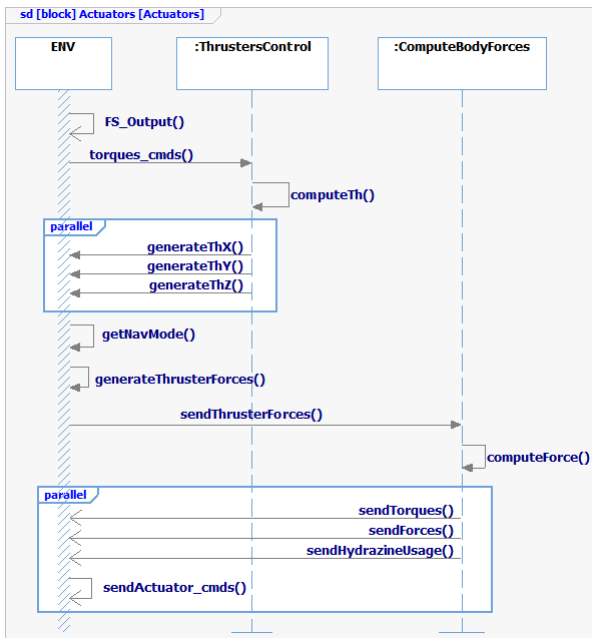 sd [block] Actuators [Actuators]
ENV
:ThrustersControl
:ComputeBodyForces
FS_Output()
torques_cmds()
computeTh()
parallel
generateThX()
generateThY()
generateThZ()
getNavMode()
generateThrusterForces()
sendThrusterForces()
computeForce()
parallel
sendTorques()
sendForces()
sendHydrazineUsage()
sendActuator_cmds()